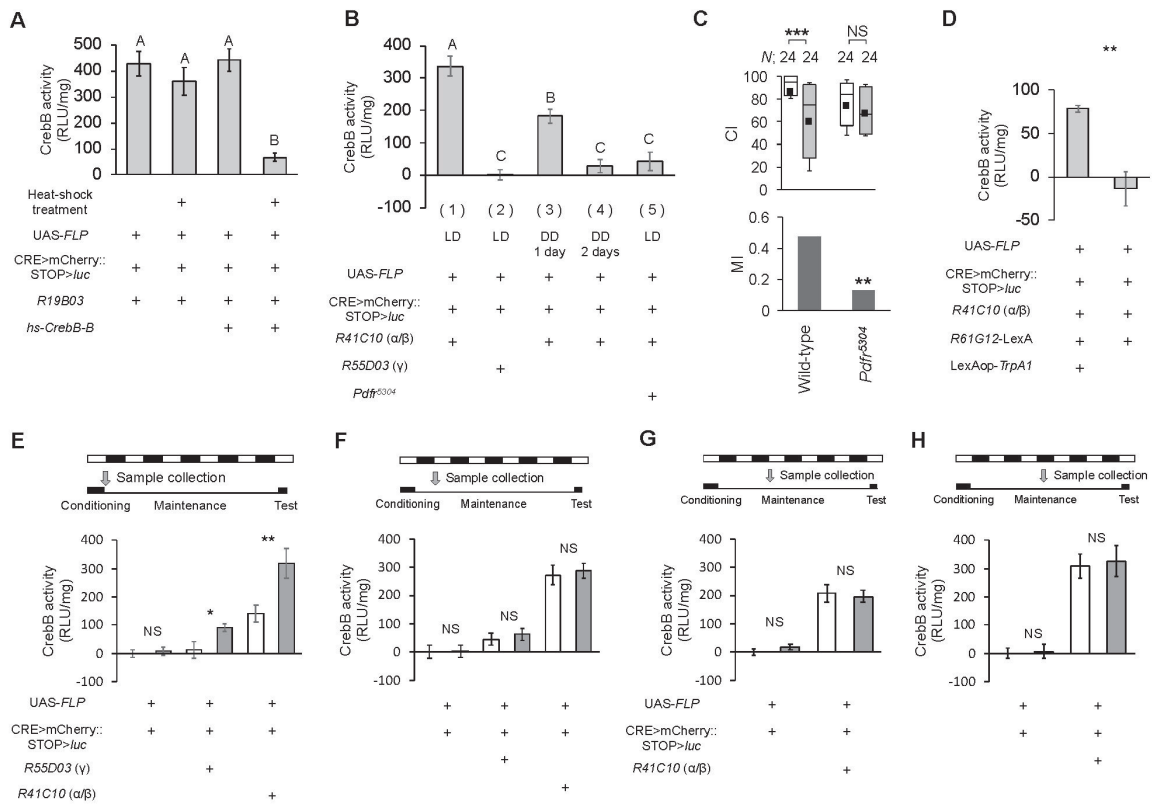 A
CrebB activity
(RLU/mg)
500
400
300
200
100
0
A
A
A
B
Heat-shock
treatment
+ +
UAS-FLP
+ + + +
CRE>mCherry::
STOP>luc
+ + + +
R19B03
+ + + +
hs-CrebB-B
+ +
B
CrebB activity
(RLU/mg)
400
300
200
100
0
-100
A
C
B
C
C
( 1 ) ( 2 ) ( 3 ) ( 4 ) ( 5 )
LD LD DD DD LD
1 day 2 days
UAS-FLP
+ + + + +
CRE>mCherry::
STOP>luc
+ + + + +
R41C10 (α/β)
+ + + +
R55D03 (γ)
+
Pdfr5304
+
C
*** NS
N; 24 24 24 24
CI
100
80
60
40
20
0
MI
0.6
0.4
0.2
0
**
Wild-type
Pdfr5304
D
**
CrebB activity
(RLU/mg)
100
50
0
-50
UAS-FLP
+ +
CRE>mCherry::
STOP>luc
+ +
R41C10 (α/β)
+ +
R61G12-LexA
+ +
LexAop-TrpA1
+
E
Sample collection
Conditioning Maintenance Test
CrebB activity
(RLU/mg)
400
300
200
100
0
-100
NS
*
**
UAS-FLP
+ + +
CRE>mCherry::
STOP>luc
+ + +
R55D03 (γ)
+
R41C10 (α/β)
+
F
Sample collection
Conditioning Maintenance Test
CrebB activity
(RLU/mg)
400
300
200
100
0
-100
NS
NS
NS
+ + +
+ + +
+
+
G
Sample collection
Conditioning Maintenance Test
CrebB activity
(RLU/mg)
400
300
200
100
0
-100
NS
NS
UAS-FLP
+ +
CRE>mCherry::
STOP>luc
+ +
R41C10 (α/β)
+
H
Sample collection
Conditioning Maintenance Test
CrebB activity
(RLU/mg)
400
300
200
100
0
-100
NS
NS
+ +
+ +
+